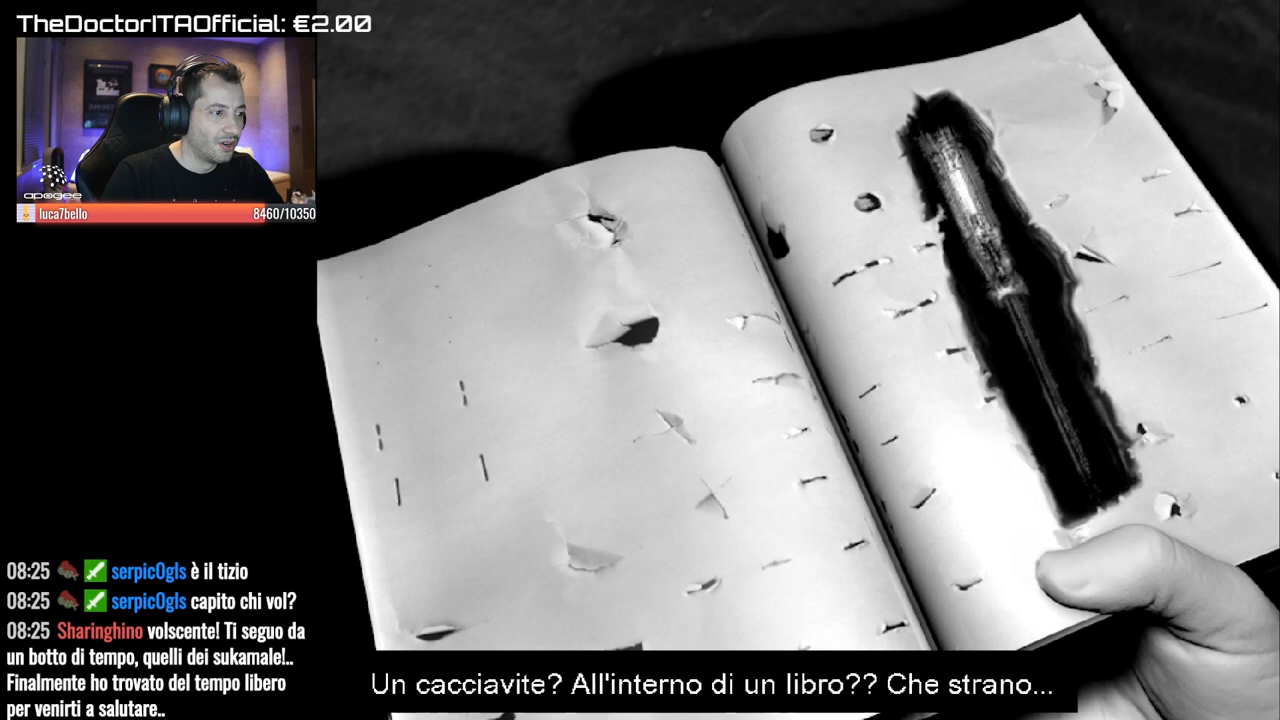 TheDoctorITAOfficial: €2.00
apogee
luca7bello 8460/10350
08:25 serpic0gls è il tizio
08:25 serpic0gls capito chi vol?
08:25 Sharinghino volscente! Ti seguo da
un botto di tempo, quelli dei sukamale!..
Finalmente ho trovato del tempo libero
per venirti a salutare..
Un cacciavite? All'interno di un libro?? Che strano...